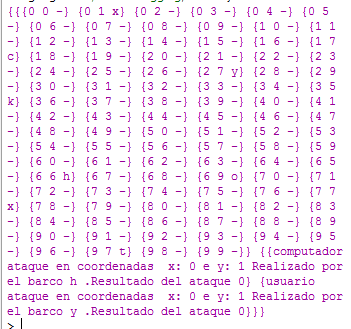 {{{{0 0 -} {0 1 x} {0 2 -} {0 3 -} {0 4 -} {0 5
-} {0 6 -} {0 7 -} {0 8 -} {0 9 -} {1 0 -} {1 1
-} {1 2 -} {1 3 -} {1 4 -} {1 5 -} {1 6 -} {1 7
c} {1 8 -} {1 9 -} {2 0 -} {2 1 -} {2 2 -} {2 3
-} {2 4 -} {2 5 -} {2 6 -} {2 7 y} {2 8 -} {2 9
-} {3 0 -} {3 1 -} {3 2 -} {3 3 -} {3 4 -} {3 5
k} {3 6 -} {3 7 -} {3 8 -} {3 9 -} {4 0 -} {4 1
-} {4 2 -} {4 3 -} {4 4 -} {4 5 -} {4 6 -} {4 7
-} {4 8 -} {4 9 -} {5 0 -} {5 1 -} {5 2 -} {5 3
-} {5 4 -} {5 5 -} {5 6 -} {5 7 -} {5 8 -} {5 9
-} {6 0 -} {6 1 -} {6 2 -} {6 3 -} {6 4 -} {6 5
-} {6 6 h} {6 7 -} {6 8 -} {6 9 o} {7 0 -} {7 1
-} {7 2 -} {7 3 -} {7 4 -} {7 5 -} {7 6 -} {7 7
x} {7 8 -} {7 9 -} {8 0 -} {8 1 -} {8 2 -} {8 3
-} {8 4 -} {8 5 -} {8 6 -} {8 7 -} {8 8 -} {8 9
-} {9 0 -} {9 1 -} {9 2 -} {9 3 -} {9 4 -} {9 5
-} {9 6 -} {9 7 t} {9 8 -} {9 9 -}} {{computador
ataque en coordenadas  x: 0 e y: 1 Realizado por
el barco h .Resultado del ataque 0} {usuario
ataque en coordenadas  x: 0 e y: 1 Realizado por
el barco y .Resultado del ataque 0}}}
>